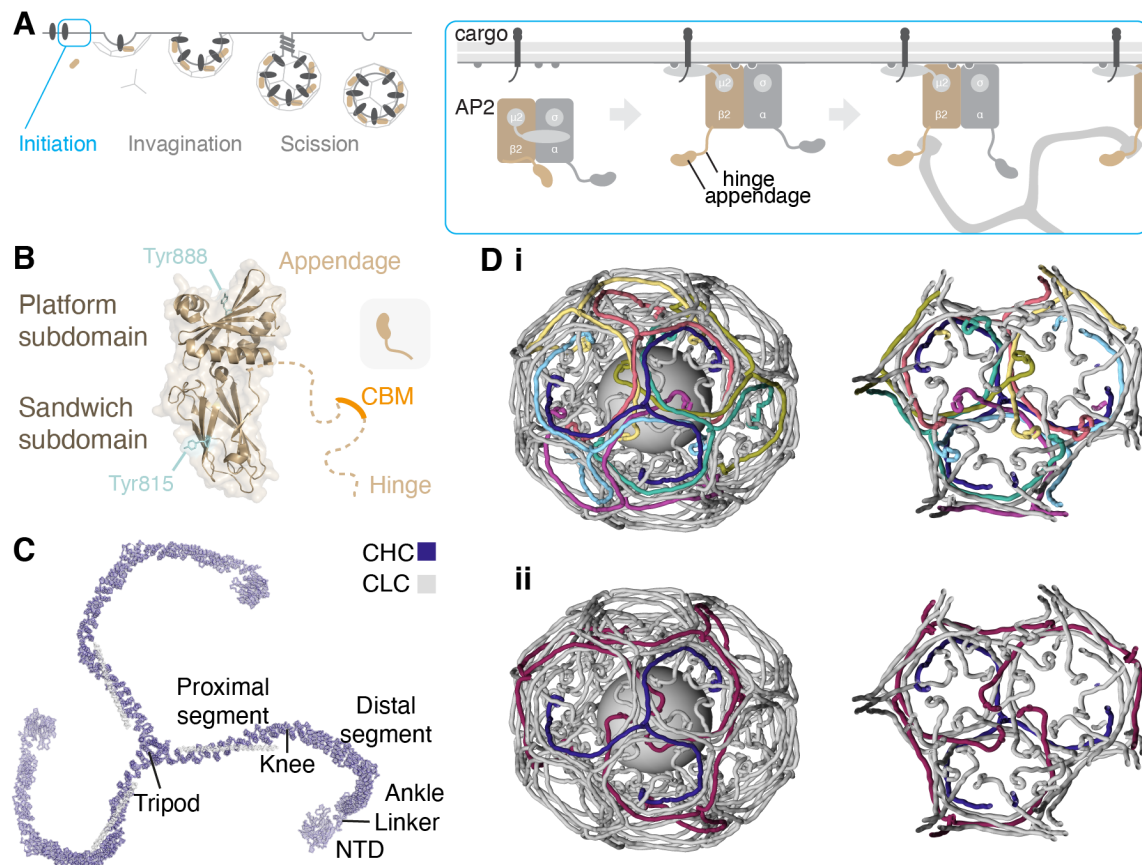 A
Initiation
Invagination
Scission
cargo
AP2
μ2
σ
β2
α
μ2
σ
β2
α
hinge
appendage
μ2
σ
β2
α
B
Tyr888
Appendage
Platform
subdomain
CBM
Sandwich
subdomain
Tyr815
Hinge
C
CHC
CLC
Proximal
segment
Distal
segment
Knee
Tripod
Ankle
Linker
NTD
D i
ii